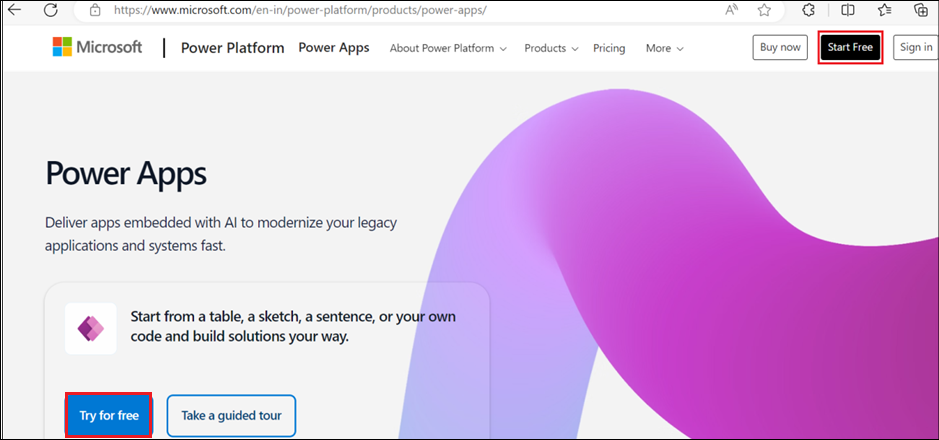 https://www.microsoft.com/en-in/power-platform/products/power-apps/ A
Microsoft | Power Platform Power Apps About Power Platform Products Pricing More Buy now Start Free Sign in
Power Apps
Deliver apps embedded with AI to modernize your legacy
applications and systems fast.
Start from a table, a sketch, a sentence, or your own
code and build solutions your way.
Try for free Take a guided tour